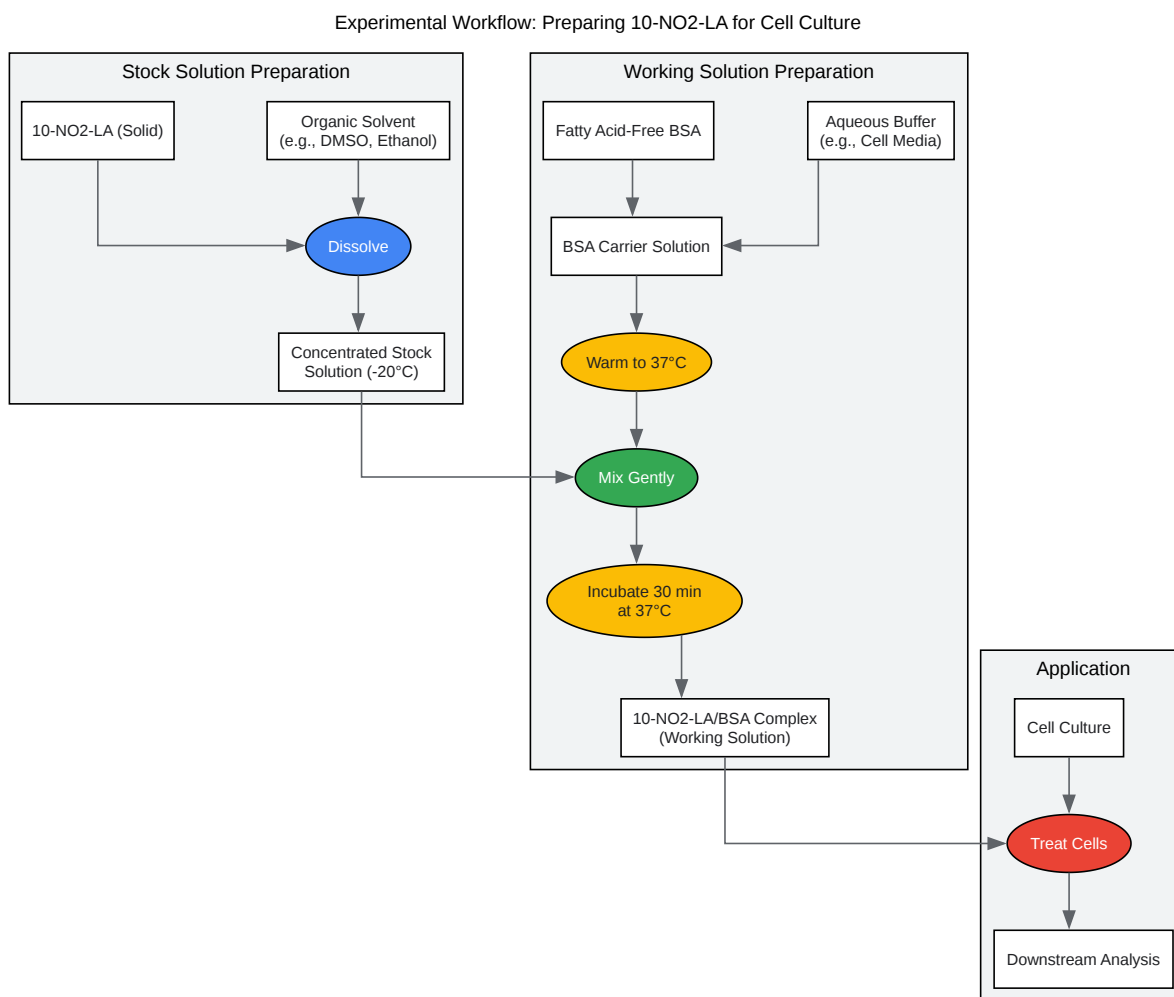 Experimental Workflow: Preparing 10-NO2-LA for Cell Culture
Stock Solution Preparation
10-NO2-LA (Solid)
Organic Solvent
(e.g., DMSO, Ethanol)
Dissolve
Concentrated Stock
Solution (-20°C)
Working Solution Preparation
Fatty Acid-Free BSA
Aqueous Buffer
(e.g., Cell Media)
BSA Carrier Solution
Warm to 37°C
Mix Gently
Incubate 30 min
at 37°C
10-NO2-LA/BSA Complex
(Working Solution)
Application
Cell Culture
Treat Cells
Downstream Analysis